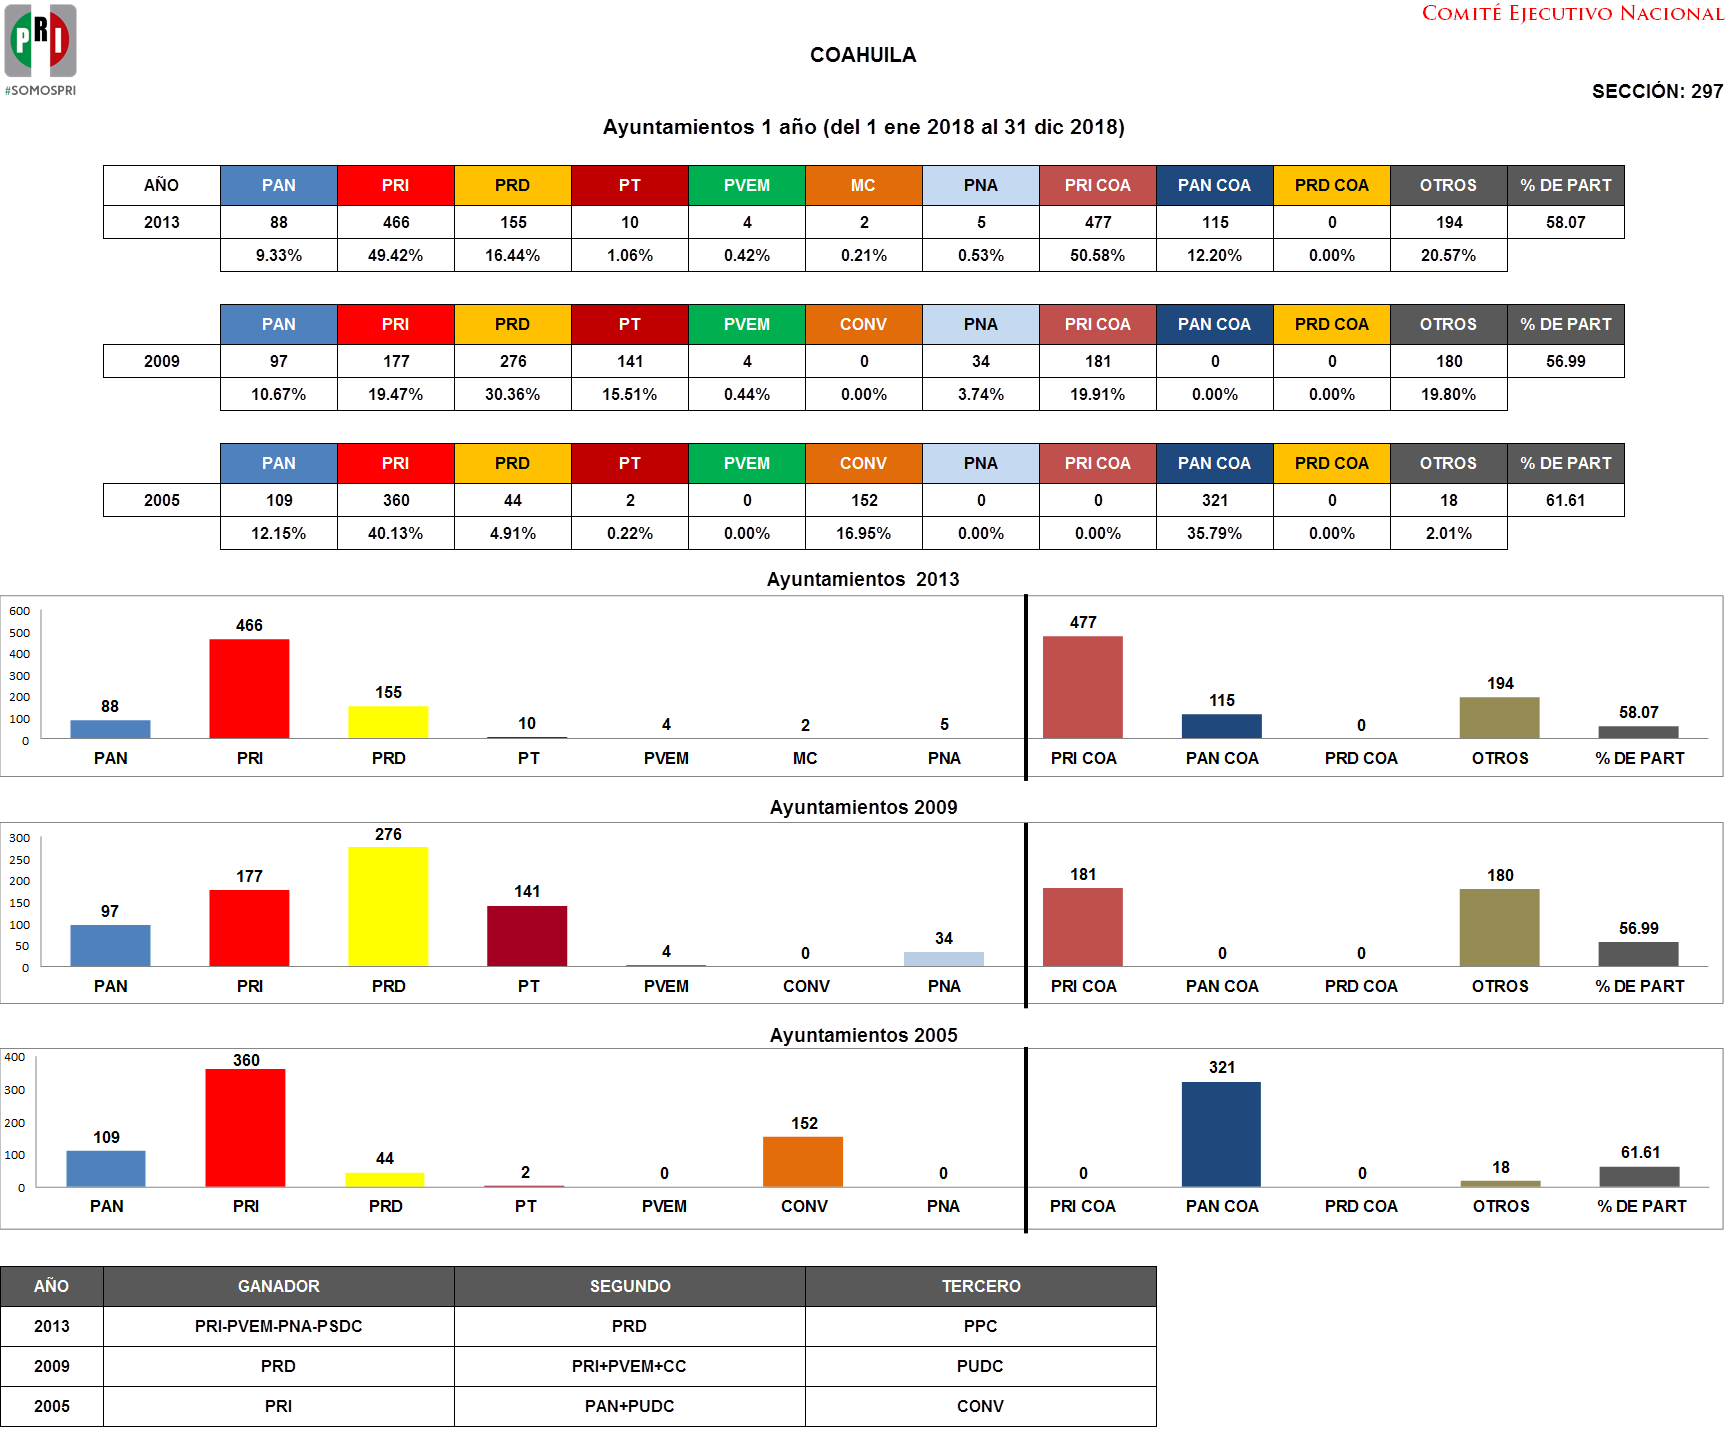 COMITÉ EJECUTIVO NACIONAL
PRI
#SOMOSPRI
COAHUILA
SECCIÓN: 297
Ayuntamientos 1 año (del 1 ene 2018 al 31 dic 2018)
AÑO PAN PRI PRD PT PVEM MC PNA PRI COA PAN COA PRD COA OTROS % DE PART
2013 88 466 155 10 4 2 5 477 115 0 194 58.07
9.33% 49.42% 16.44% 1.06% 0.42% 0.21% 0.53% 50.58% 12.20% 0.00% 20.57%
PAN PRI PRD PT PVEM CONV PNA PRI COA PAN COA PRD COA OTROS % DE PART
2009 97 177 276 141 4 0 34 181 0 0 180 56.99
10.67% 19.47% 30.36% 15.51% 0.44% 0.00% 3.74% 19.91% 0.00% 0.00% 19.80%
PAN PRI PRD PT PVEM CONV PNA PRI COA PAN COA PRD COA OTROS % DE PART
2005 109 360 44 2 0 152 0 0 321 0 18 61.61
12.15% 40.13% 4.91% 0.22% 0.00% 16.95% 0.00% 0.00% 35.79% 0.00% 2.01%
Ayuntamientos 2013
600
500
400
300
200
100
0
88 466 155 10 4 2 5 477 115 0 194 58.07
PAN PRI PRD PT PVEM MC PNA PRI COA PAN COA PRD COA OTROS % DE PART
Ayuntamientos 2009
300
250
200
150
100
50
0
97 177 276 141 4 0 34 181 0 0 180 56.99
PAN PRI PRD PT PVEM CONV PNA PRI COA PAN COA PRD COA OTROS % DE PART
Ayuntamientos 2005
400
300
200
100
0
109 360 44 2 0 152 0 0 321 0 18 61.61
PAN PRI PRD PT PVEM CONV PNA PRI COA PAN COA PRD COA OTROS % DE PART
AÑO GANADOR SEGUNDO TERCERO
2013 PRI-PVEM-PNA-PSDC PRD PPC
2009 PRD PRI+PVEM+CC PUDC
2005 PRI PAN+PUDC CONV